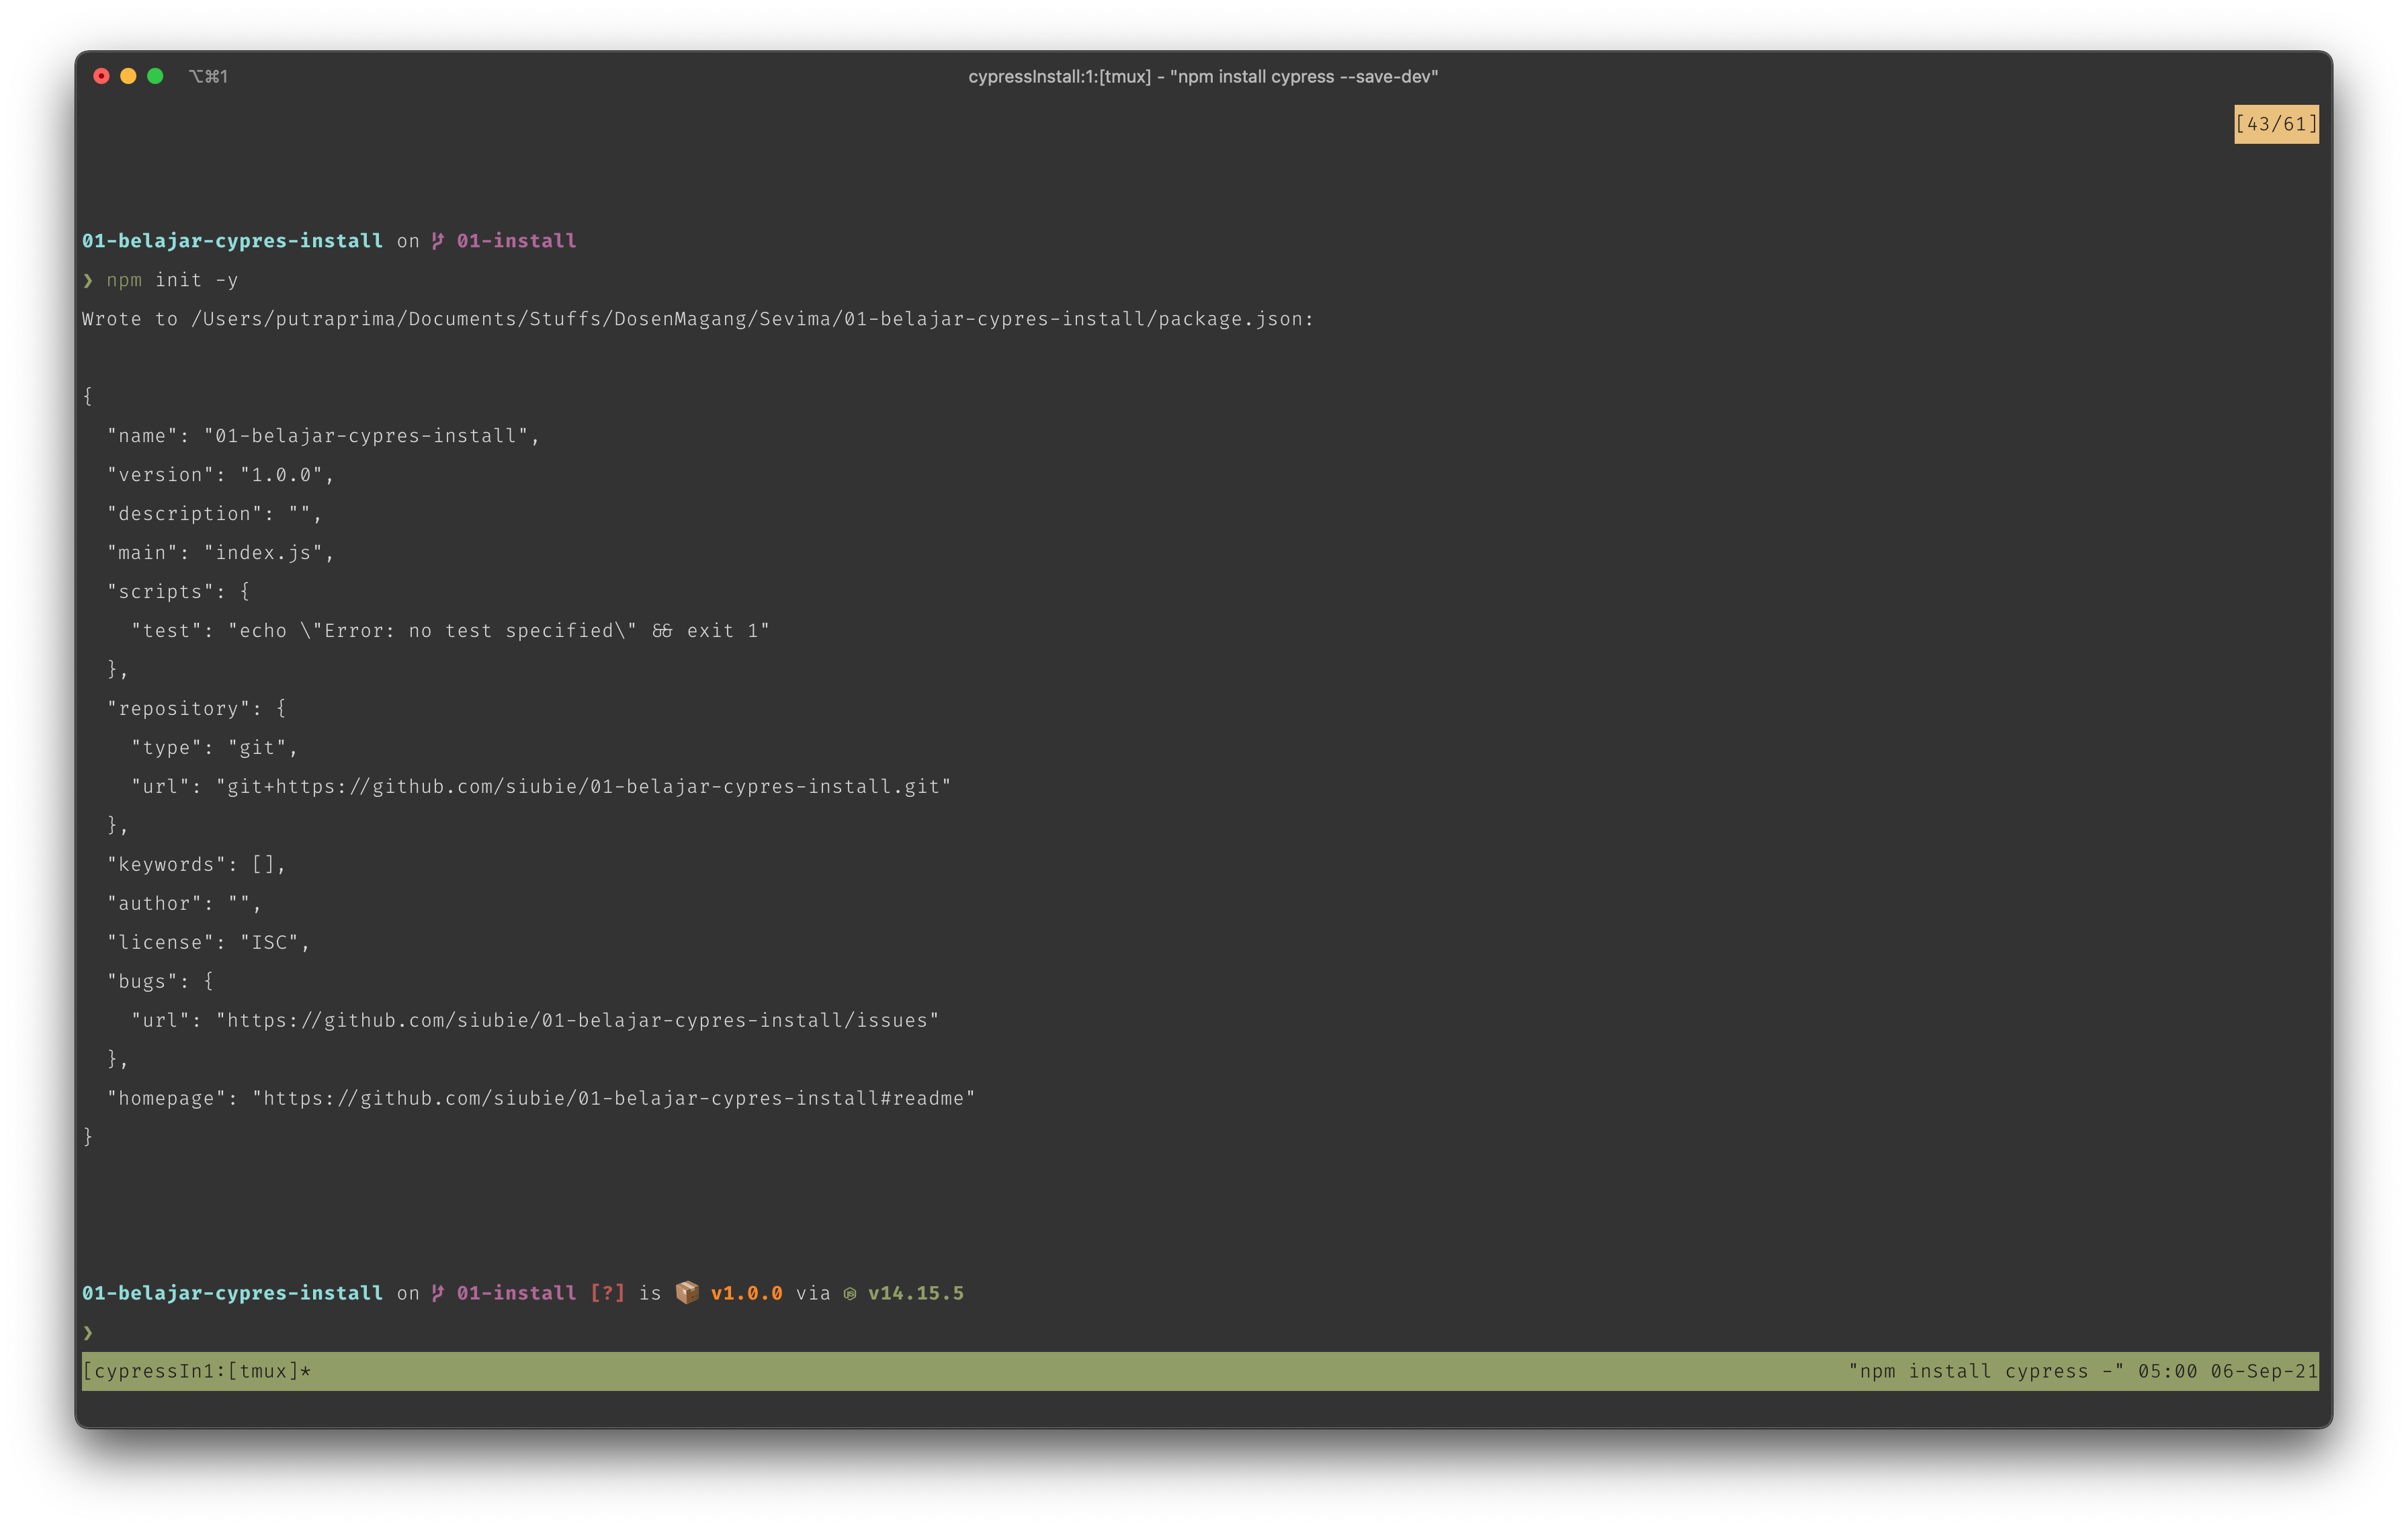 ⌥⌘1
cypressInstall:1:[tmux] - "npm install cypress --save-dev"
[43/61]
01-belajar-cypres-install on 01-install
❯ npm init -y
Wrote to /Users/putraprima/Documents/Stuffs/DosenMagang/Sevima/01-belajar-cypres-install/package.json:
{
  "name": "01-belajar-cypres-install",
  "version": "1.0.0",
  "description": "",
  "main": "index.js",
  "scripts": {
    "test": "echo \"Error: no test specified\" && exit 1"
  },
  "repository": {
    "type": "git",
    "url": "git+https://github.com/siubie/01-belajar-cypres-install.git"
  },
  "keywords": [],
  "author": "",
  "license": "ISC",
  "bugs": {
    "url": "https://github.com/siubie/01-belajar-cypres-install/issues"
  },
  "homepage": "https://github.com/siubie/01-belajar-cypres-install#readme"
}
01-belajar-cypres-install on 01-install [?] is 📦 v1.0.0 via v14.15.5
❯
[cypressIn1:[tmux]* "npm install cypress -" 05:00 06-Sep-21